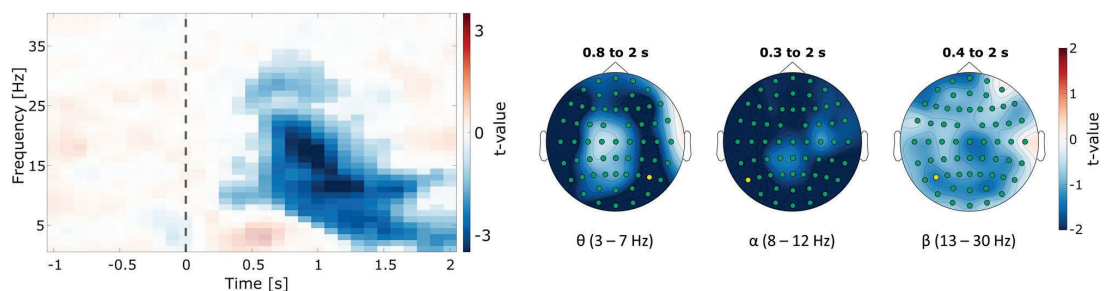 35
25
15
5
Frequency [Hz]
-1
-0.5
0
0.5
1
1.5
2
Time [s]
3
0
-3
t-value
0.8 to 2 s
0.3 to 2 s
0.4 to 2 s
θ (3 – 7 Hz)
α (8 – 12 Hz)
β (13 – 30 Hz)
2
1
0
-1
-2
t-value